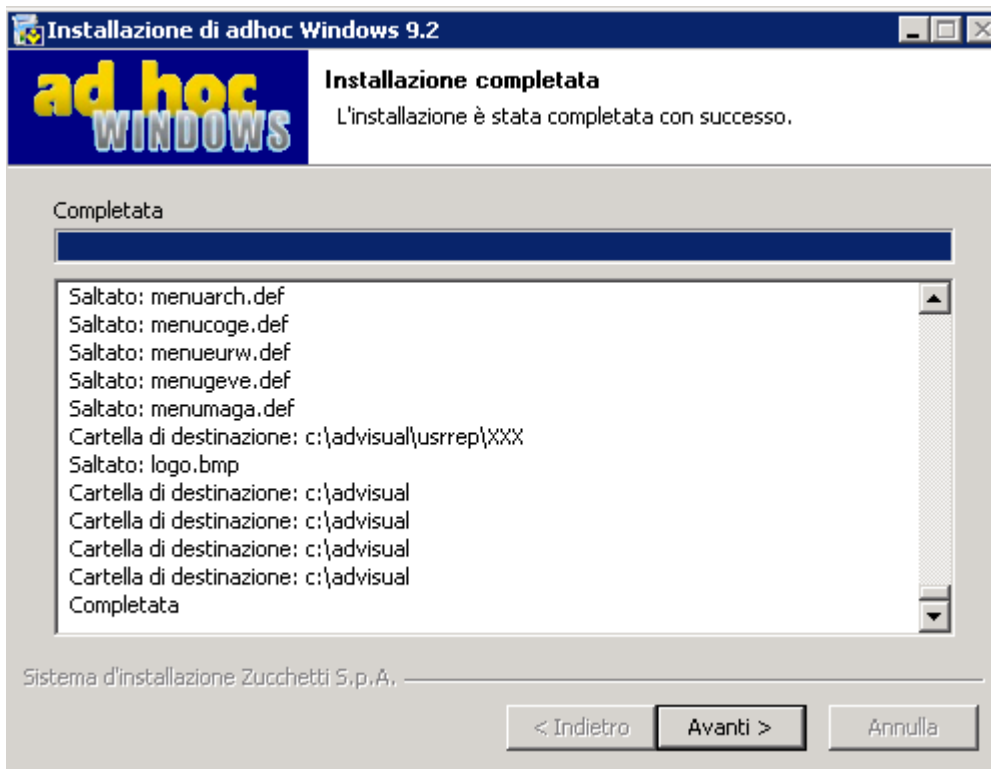 Installazione di adhoc Windows 9.2
ad hoc
WINDOWS
Installazione completata
L'installazione è stata completata con successo.
Completata
Saltato: menuarch.def
Saltato: menucoge.def
Saltato: menueurw.def
Saltato: menugeve.def
Saltato: menumaga.def
Cartella di destinazione: c:\advisual\usrrep\XXX
Saltato: logo.bmp
Cartella di destinazione: c:\advisual
Cartella di destinazione: c:\advisual
Cartella di destinazione: c:\advisual
Cartella di destinazione: c:\advisual
Completata
Sistema d'installazione Zucchetti S.p.A.
< Indietro
Avanti >
Annulla